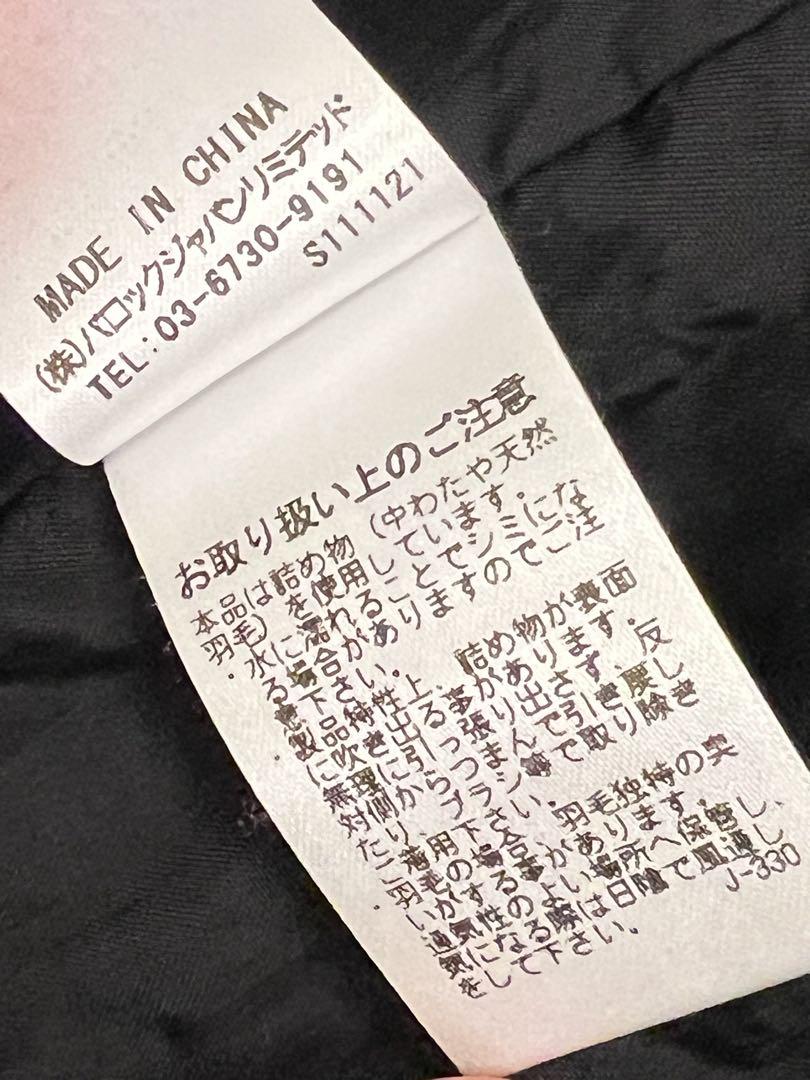 MADE IN CHINA
(株)バロックジャパンリミテッド
TEL:03-6730-9191
S111121
お取り扱い上のご注意
本品は詰め物(中わたや天然
羽毛)を使用しています。
・水に濡れることでシミにな
る場合がありますのでご注
意下さい。
・製品特性上、詰め物が表面
に吹き出る事があります。
無理に引っ張り出さず、反
対側からつまんで引き戻し
たり、ブラシ等で取り除き
ご着用下さい。
・羽毛の場合、羽毛独特の臭
いがする事があります。
通気性のよい場所へ保管し、
気になる際は日陰で風通し
をして下さい。
J-330